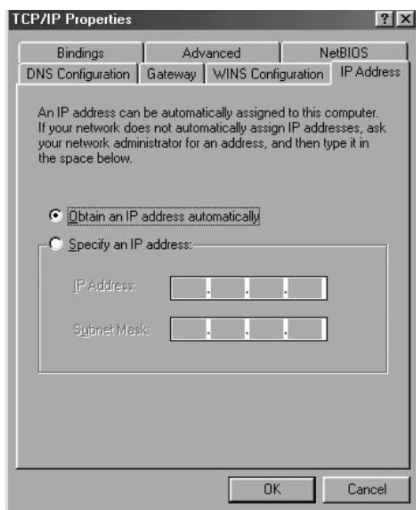 TCP/IP Properties
? X
Bindings
Advanced
NetBIOS
DNS Configuration
Gateway
WINS Configuration
IP Address
An IP address can be automatically assigned to this computer.
If your network does not automatically assign IP addresses, ask
your network administrator for an address, and then type it in
the space below.
Obtain an IP address automatically
Specify an IP address:
IP Address:
. . .
Subnet Mask:
. . .
OK
Cancel